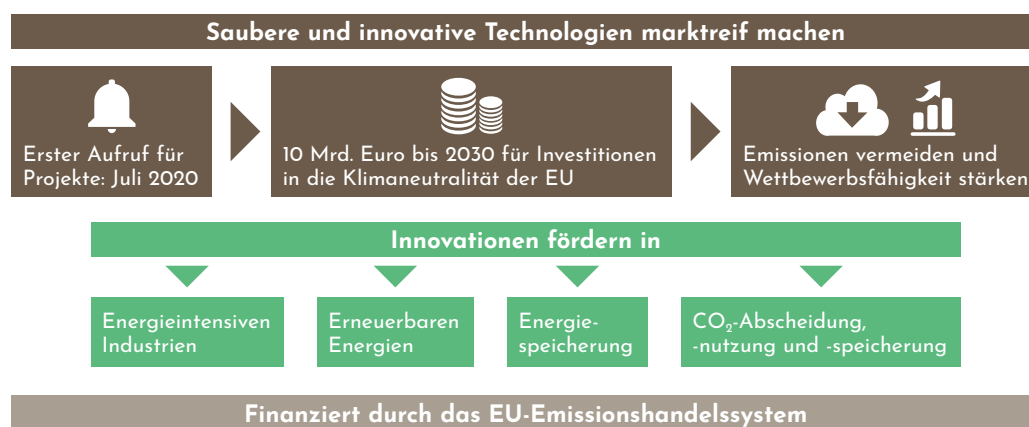 Saubere und innovative Technologien marktreif machen
Erster Aufruf für
Projekte: Juli 2020
10 Mrd. Euro bis 2030 für Investitionen
in die Klimaneutralität der EU
Emissionen vermeiden und
Wettbewerbsfähigkeit stärken
Innovationen fördern in
Energieintensiven
Industrien
Erneuerbaren
Energien
Energie-
speicherung
CO₂-Abscheidung,
-nutzung und -speicherung
Finanziert durch das EU-Emissionshandelssystem